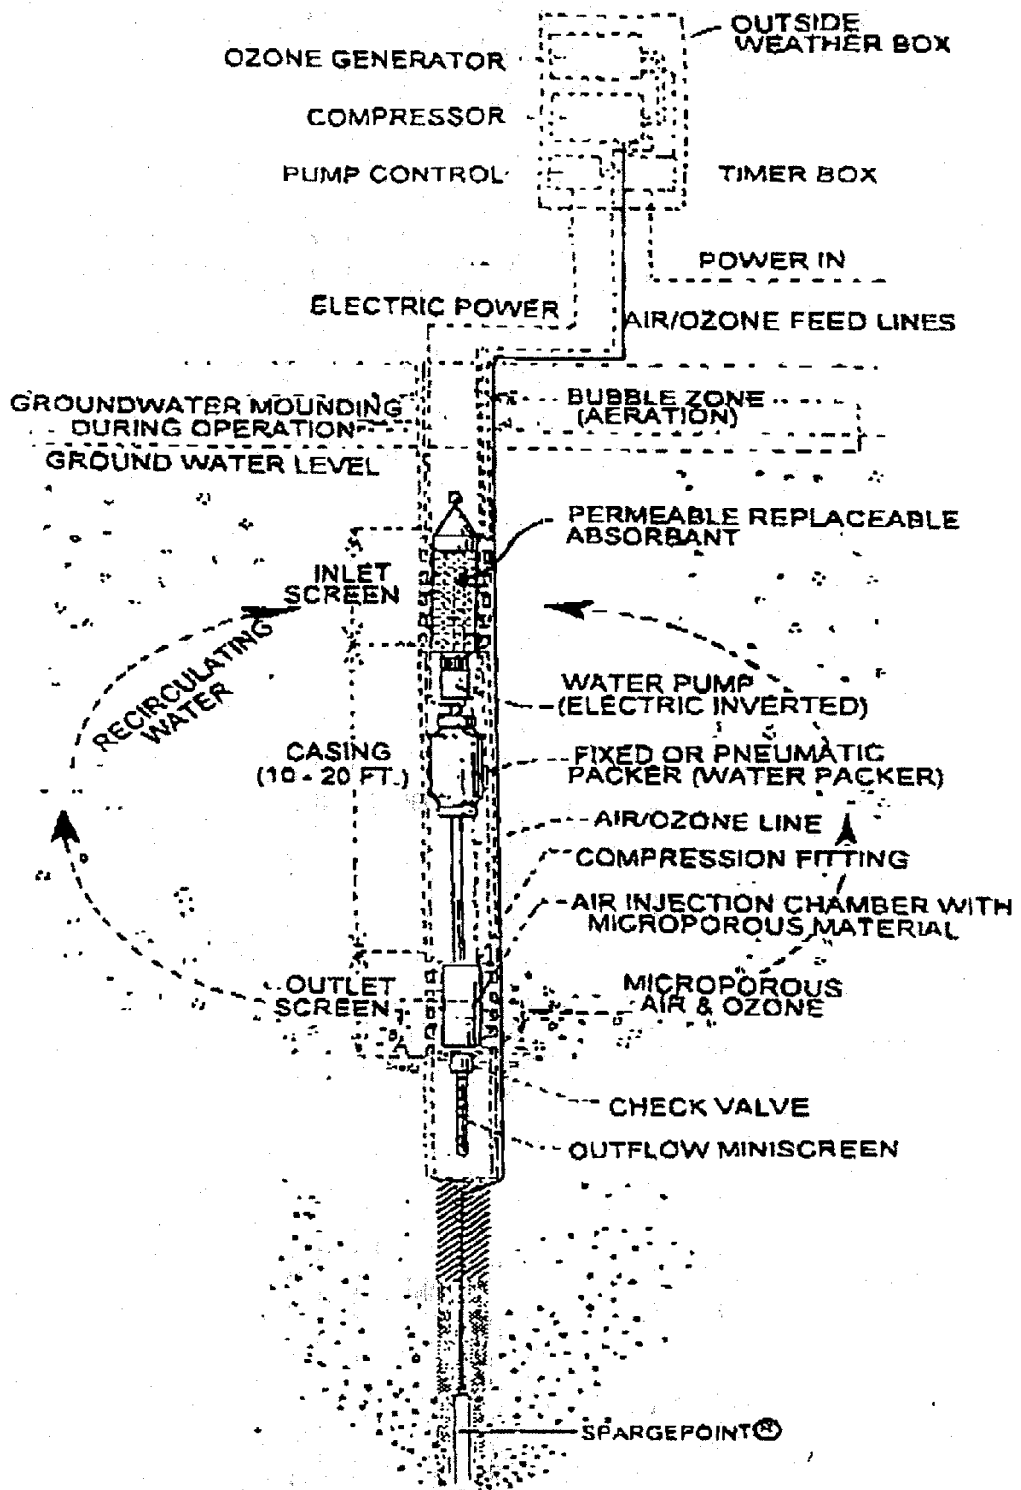 OUTSIDE
WEATHER BOX
OZONE GENERATOR
COMPRESSOR
PUMP CONTROL
TIMER BOX
POWER IN
ELECTRIC POWER
AIR/OZONE FEED LINES
GROUNDWATER MOUNDING
DURING OPERATION
BUBBLE ZONE
(AERATION)
GROUND WATER LEVEL
PERMEABLE REPLACEABLE
ABSORBANT
INLET
SCREEN
RECIRCULATING
WATER
WATER PUMP
(ELECTRIC INVERTED)
CASING
(10 - 20 FT.)
FIXED OR PNEUMATIC
PACKER (WATER PACKER)
AIR/OZONE LINE
COMPRESSION FITTING
AIR INJECTION CHAMBER WITH
MICROPOROUS MATERIAL
OUTLET
SCREEN
MICROPOROUS
AIR & OZONE
CHECK VALVE
OUTFLOW MINISCREEN
SPARGEPOINT®